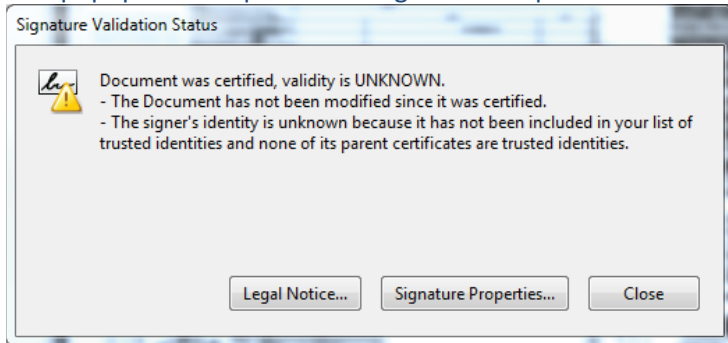 Signature Validation Status
Document was certified, validity is UNKNOWN.
- The Document has not been modified since it was certified.
- The signer's identity is unknown because it has not been included in your list of
trusted identities and none of its parent certificates are trusted identities.
Legal Notice...
Signature Properties...
Close